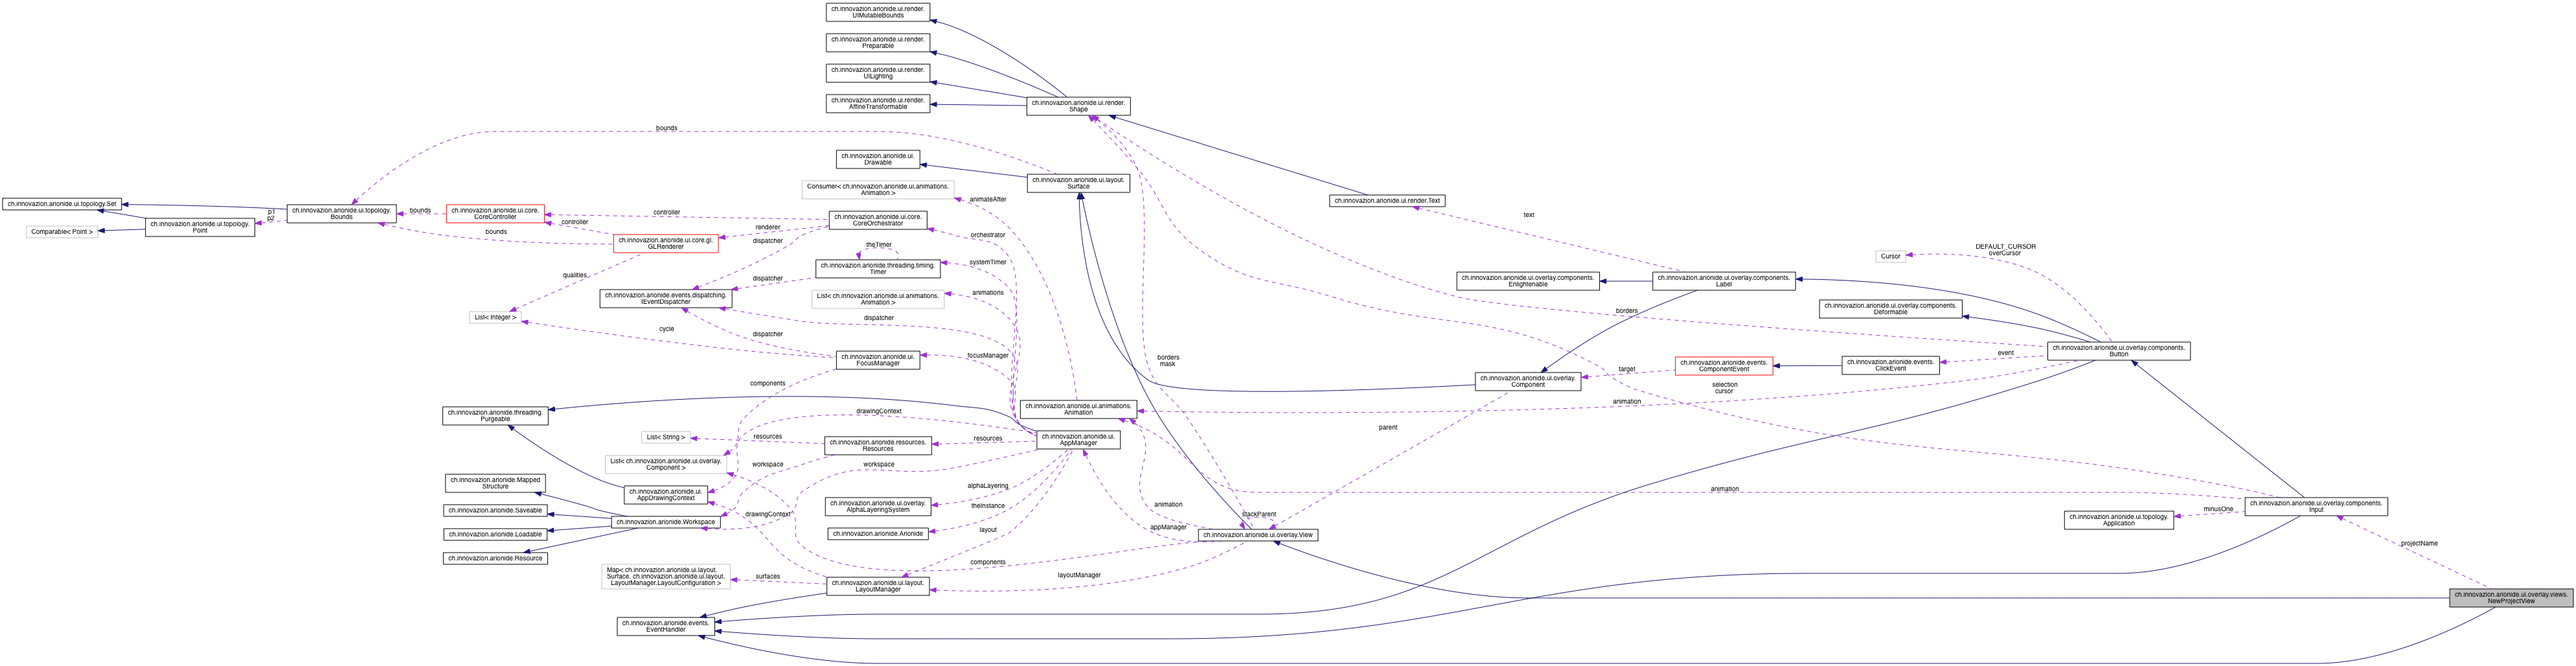 ch.innovazion.arionide.ui.render.
UIMutableBounds
ch.innovazion.arionide.ui.render.
Preparable
ch.innovazion.arionide.ui.render.
UILighting
ch.innovazion.arionide.ui.render.
AffineTransformable
ch.innovazion.arionide.ui.render.
Shape
bounds
ch.innovazion.arionide.ui.
Drawable
ch.innovazion.arionide.ui.layout.
Surface
Consumer< ch.innovazion.arionide.ui.animations.
Animation >
animateAfter
ch.innovazion.arionide.ui.render.Text
text
ch.innovazion.arionide.ui.topology.Set
Comparable< Point >
ch.innovazion.arionide.ui.topology.
Point
p1
p2
ch.innovazion.arionide.ui.topology.
Bounds
bounds
bounds
ch.innovazion.arionide.ui.core.
CoreController
controller
controller
ch.innovazion.arionide.ui.core.gl.
GLRenderer
renderer
dispatcher
ch.innovazion.arionide.ui.core.
CoreOrchestrator
orchestrator
theTimer
ch.innovazion.arionide.threading.timing.
Timer
systemTimer
qualities
dispatcher
List< ch.innovazion.arionide.ui.animations.
Animation >
animations
ch.innovazion.arionide.events.dispatching.
IEventDispatcher
dispatcher
List< Integer >
cycle
dispatcher
ch.innovazion.arionide.ui.
FocusManager
focusManager
DEFAULT_CURSOR
overCursor
Cursor
ch.innovazion.arionide.ui.overlay.components.
Enlightenable
ch.innovazion.arionide.ui.overlay.components.
Label
ch.innovazion.arionide.ui.overlay.components.
Deformable
borders
ch.innovazion.arionide.ui.overlay.components.
Button
event
ch.innovazion.arionide.events.
ClickEvent
ch.innovazion.arionide.events.
ComponentEvent
target
ch.innovazion.arionide.ui.overlay.
Component
borders
mask
selection
cursor
animation
components
drawingContext
ch.innovazion.arionide.ui.animations.
Animation
ch.innovazion.arionide.threading.
Purgeable
List< String >
resources
ch.innovazion.arionide.resources.
Resources
resources
ch.innovazion.arionide.ui.
AppManager
parent
List< ch.innovazion.arionide.ui.overlay.
Component >
workspace
workspace
ch.innovazion.arionide.Mapped
Structure
ch.innovazion.arionide.ui.
AppDrawingContext
alphaLayering
ch.innovazion.arionide.ui.overlay.
AlphaLayeringSystem
animation
animation
ch.innovazion.arionide.ui.overlay.components.
Input
ch.innovazion.arionide.Saveable
drawingContext
theInstance
stackParent
minusOne
ch.innovazion.arionide.ui.topology.
Application
ch.innovazion.arionide.Workspace
ch.innovazion.arionide.Loadable
ch.innovazion.arionide.Arionide
layout
appManager
ch.innovazion.arionide.ui.overlay.View
projectName
ch.innovazion.arionide.Resource
components
layoutManager
Map< ch.innovazion.arionide.ui.layout.
Surface, ch.innovazion.arionide.ui.layout.
LayoutManager.LayoutConfiguration >
surfaces
ch.innovazion.arionide.ui.layout.
LayoutManager
ch.innovazion.arionide.ui.overlay.views.
NewProjectView
ch.innovazion.arionide.events.
EventHandler